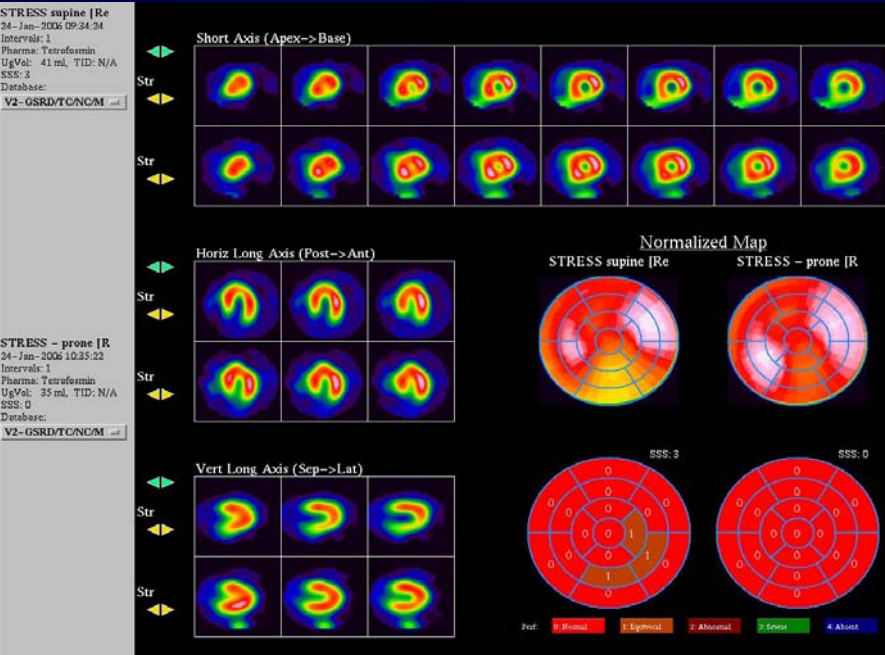 STRESS supine [Re
24-Jan-2006 09:34:24
Intervals: 1
Pharma: Tetrofosmin
UgVol: 41 ml, TID: N/A
SSS: 3
Database:
V2-GSRD/TC/NC/M
STRESS - prone [R
24-Jan-2006 10:35:22
Intervals: 1
Pharma: Tetrofosmin
UgVol: 35 ml, TID: N/A
SSS: 0
Database:
V2-GSRD/TC/NC/M
Short Axis (Apex->Base)
Str
Str
Horiz Long Axis (Post->Ant)
Str
Str
Vert Long Axis (Sep->Lat)
Str
Str
Normalized Map
STRESS supine [Re STRESS - prone [R
SSS: 3 SSS: 0
0 0
0 0
0 0 0 0
0 0
0 0 0 1 0 0 0 0 0
0 0
0 1 0 0
1 0
0 0 0 0
0 0
Perf: 0: Normal 1: Equivocal 2: Abnormal 3: Severe 4: Absent